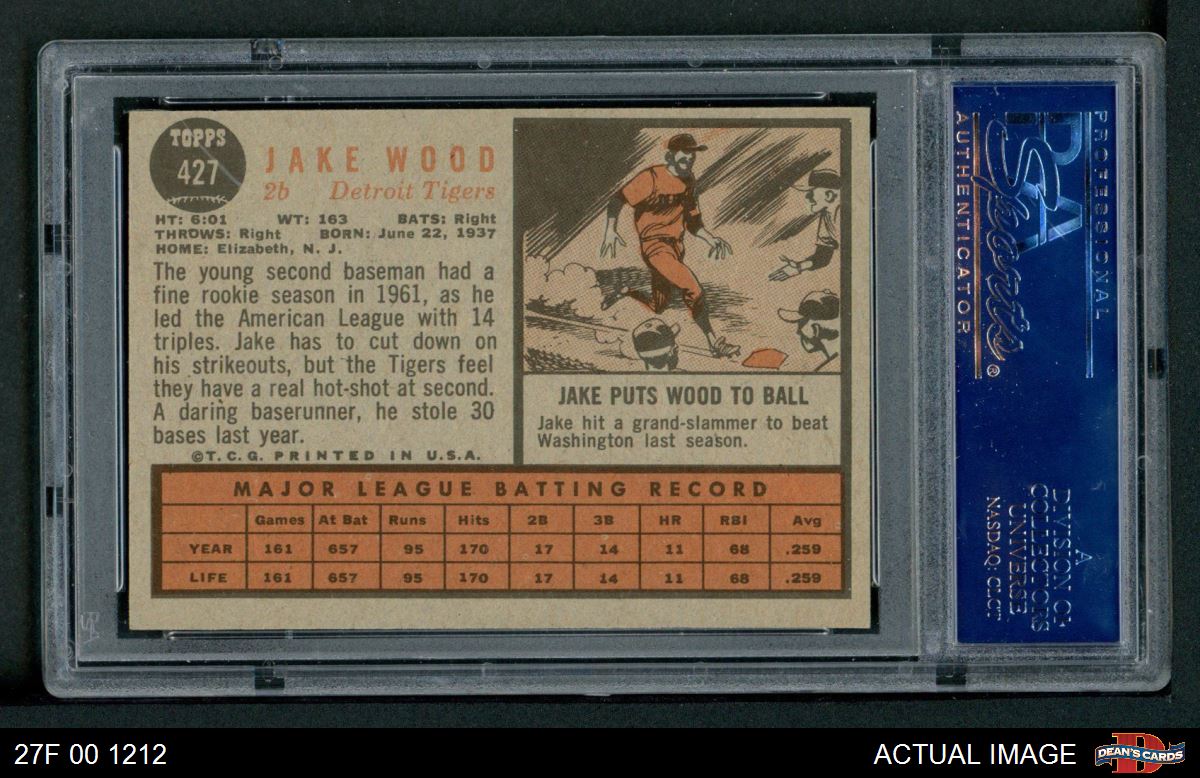 TOPPS
427
JAKE WOOD
2b Detroit Tigers
HT: 6:01 WT: 163 BATS: Right
THROWS: Right BORN: June 22, 1937
HOME: Elizabeth, N. J.
The young second baseman had a
fine rookie season in 1961, as he
led the American League with 14
triples. Jake has to cut down on
his strikeouts, but the Tigers feel
they have a real hot-shot at second.
A daring baserunner, he stole 30
bases last year.
©T.C.G. PRINTED IN U.S.A.
JAKE PUTS WOOD TO BALL
Jake hit a grand-slammer to beat
Washington last season.
MAJOR LEAGUE BATTING RECORD
Games At Bat Runs Hits 2B 3B HR RBI Avg
YEAR 161 657 95 170 17 14 11 68 .259
LIFE 161 657 95 170 17 14 11 68 .259
PROFESSIONAL
PSA
Sports
®
AUTHENTICATOR
A
DIVISION OF
COLLECTORS
UNIVERSE
NASDAQ: CLCT
27F 00 1212
ACTUAL IMAGE
DEAN'S CARDS